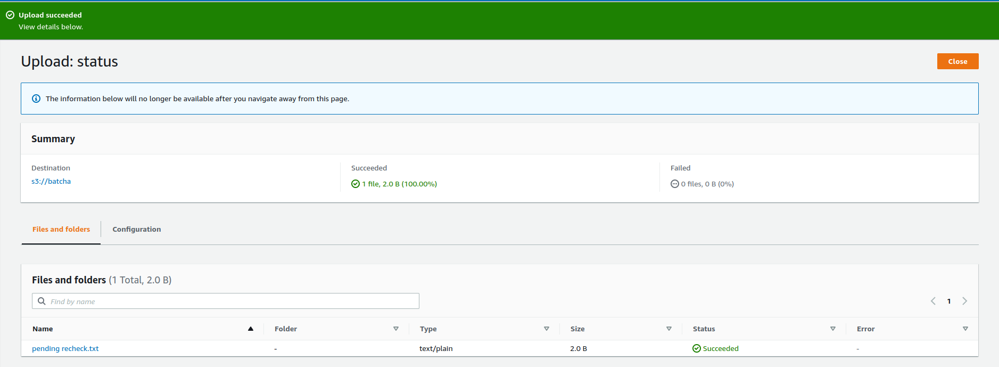 Upload succeeded
View details below.
Upload: status
Close
The information below will no longer be available after you navigate away from this page.
Summary
Destination
s3://batcha
Succeeded
1 file, 2.0 B (100.00%)
Failed
0 files, 0 B (0%)
Files and folders
Configuration
Files and folders (1 Total, 2.0 B)
Find by name
1
Name Folder Type Size Status Error
pending recheck.txt - text/plain 2.0 B Succeeded -